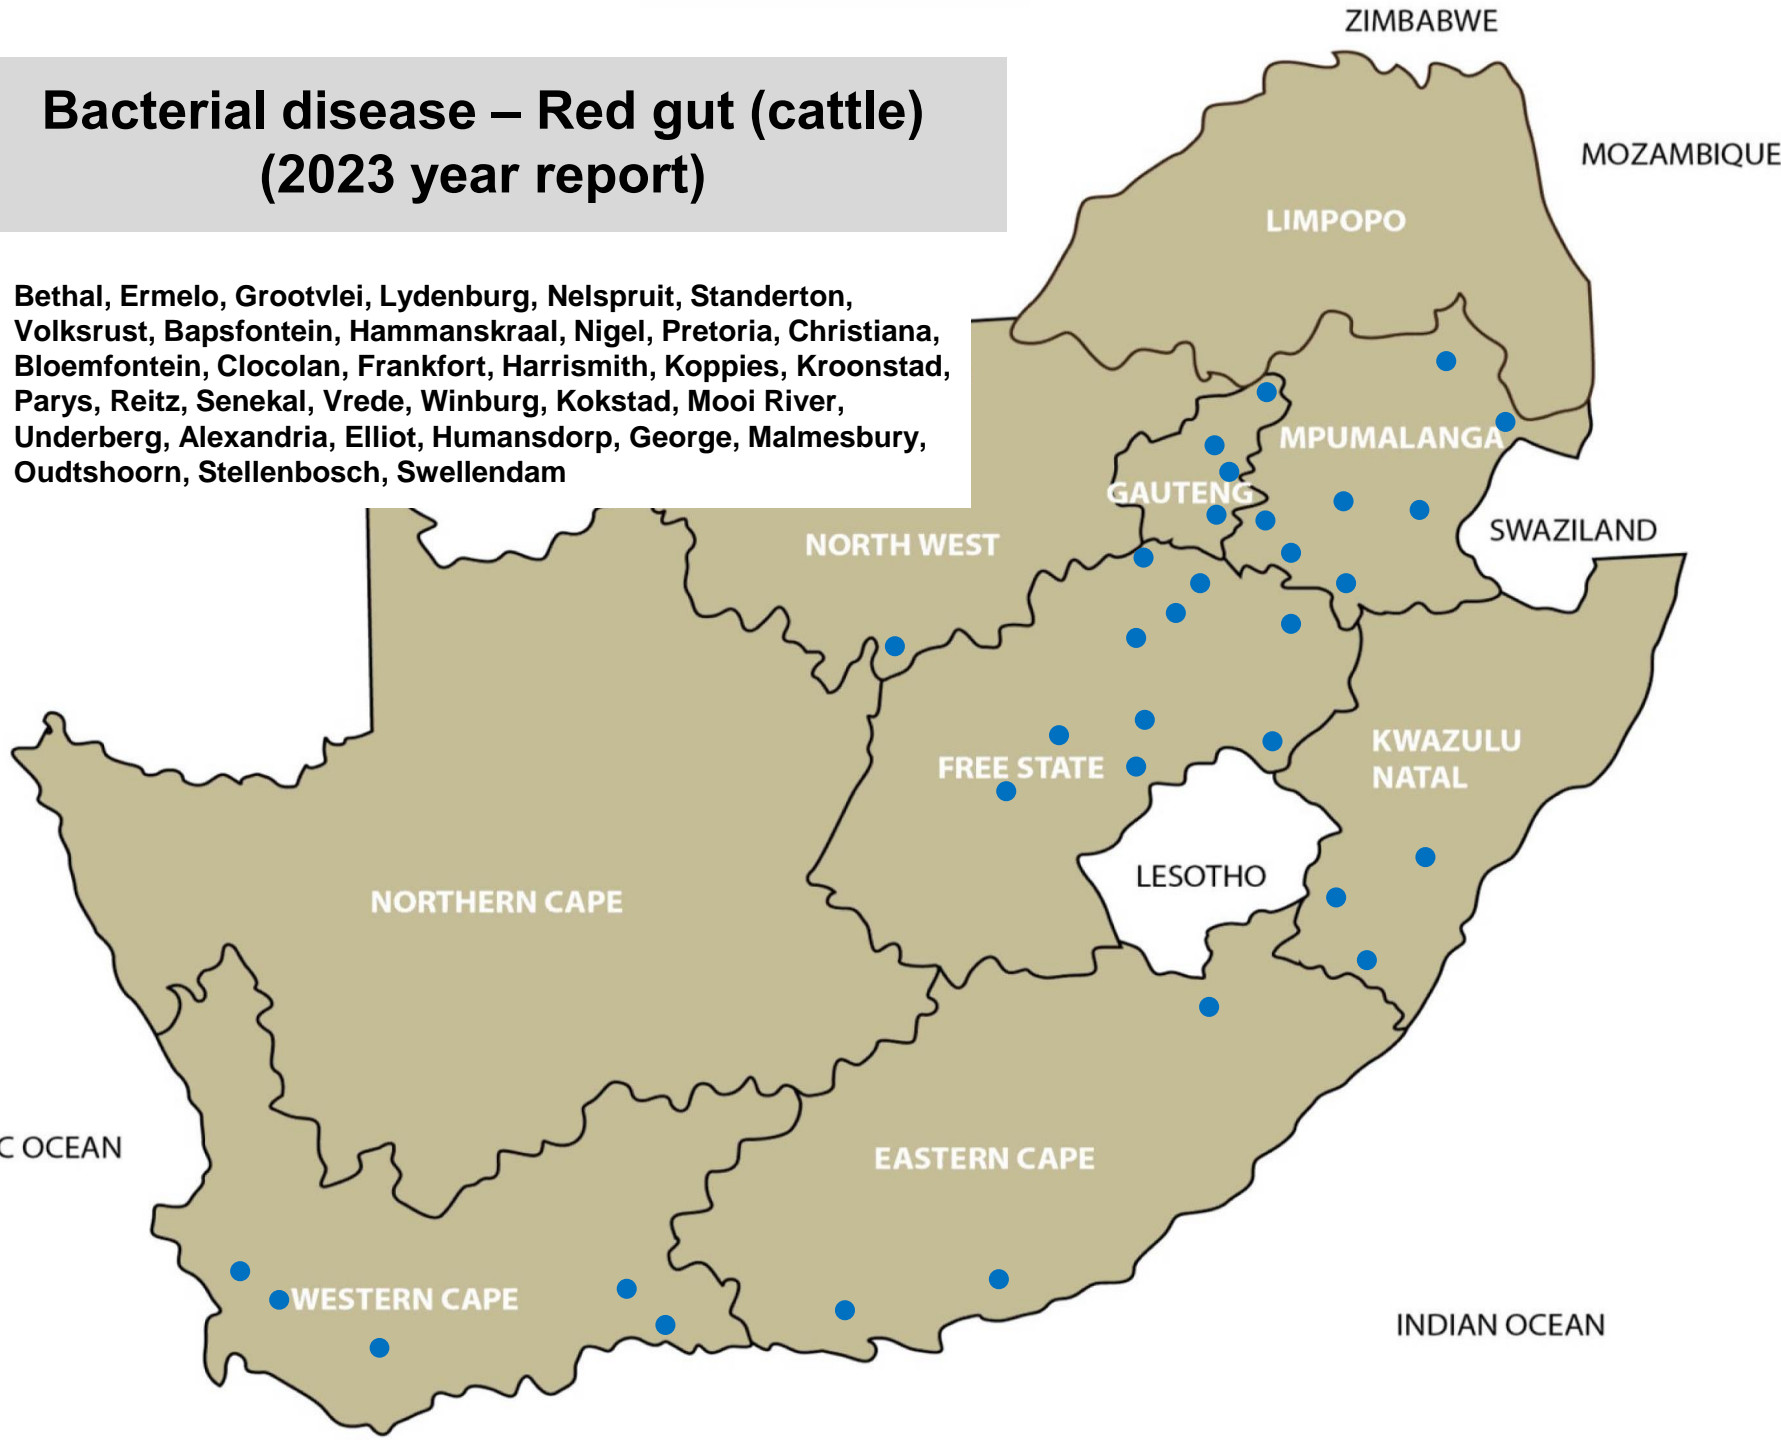 ZIMBABWE
Bacterial disease – Red gut (cattle)
(2023 year report)
MOZAMBIQUE
LIMPOPO
Bethal, Ermelo, Grootvlei, Lydenburg, Nelspruit, Standerton,
Volksrust, Bapsfontein, Hammanskraal, Nigel, Pretoria, Christiana,
Bloemfontein, Clocolan, Frankfort, Harrismith, Koppies, Kroonstad,
Parys, Reitz, Senekal, Vrede, Winburg, Kokstad, Mooi River,
Underberg, Alexandria, Elliot, Humansdorp, George, Malmesbury,
Oudtshoorn, Stellenbosch, Swellendam
MPUMALANGA
GAUTENG
SWAZILAND
NORTH WEST
KWAZULU
NATAL
FREE STATE
LESOTHO
NORTHERN CAPE
C OCEAN
EASTERN CAPE
WESTERN CAPE
INDIAN OCEAN